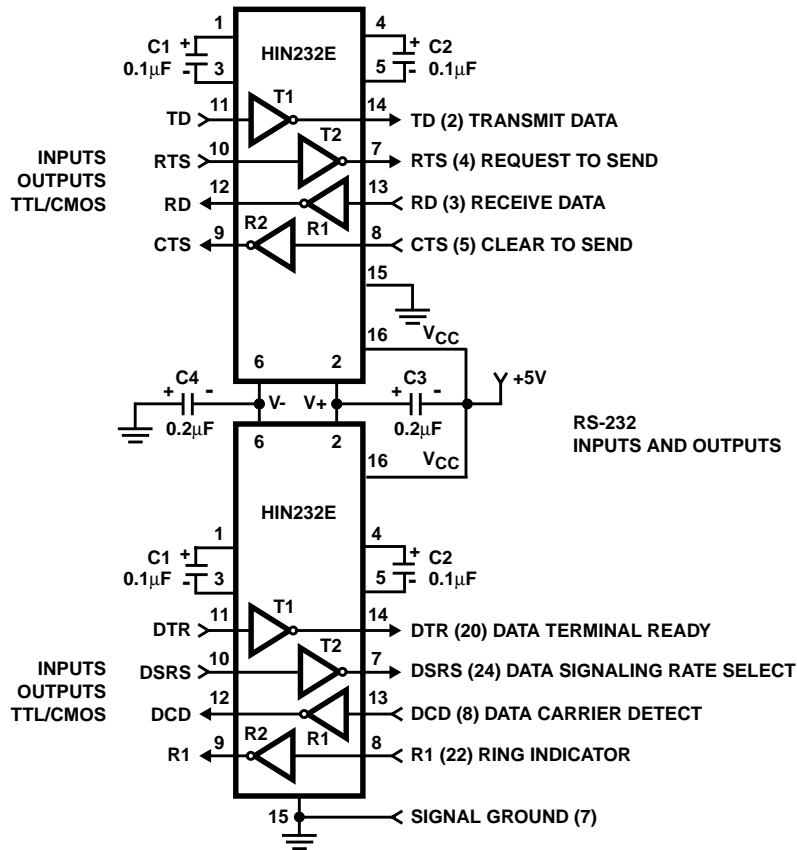 1
4
HIN232E
C1 + - 0.1μF
3
+ - C2 0.1μF
5
T1
TD 11
14 TD (2) TRANSMIT DATA
T2
RTS 10
7 RTS (4) REQUEST TO SEND
INPUTS
OUTPUTS
TTL/CMOS
RD 12
13 RD (3) RECEIVE DATA
R2
R1
CTS 9
8 CTS (5) CLEAR TO SEND
15
16 VCC
6
2
+5V
C4 + - 0.2μF
V-
V+
C3 + - 0.2μF
RS-232
INPUTS AND OUTPUTS
6
2
16 VCC
HIN232E
1
4
C1 + - 0.1μF
3
+ - C2 0.1μF
5
T1
DTR 11
14 DTR (20) DATA TERMINAL READY
T2
DSRS 10
7 DSRS (24) DATA SIGNALING RATE SELECT
INPUTS
OUTPUTS
TTL/CMOS
DCD 12
13 DCD (8) DATA CARRIER DETECT
R2
R1
R1 9
8 R1 (22) RING INDICATOR
15
SIGNAL GROUND (7)